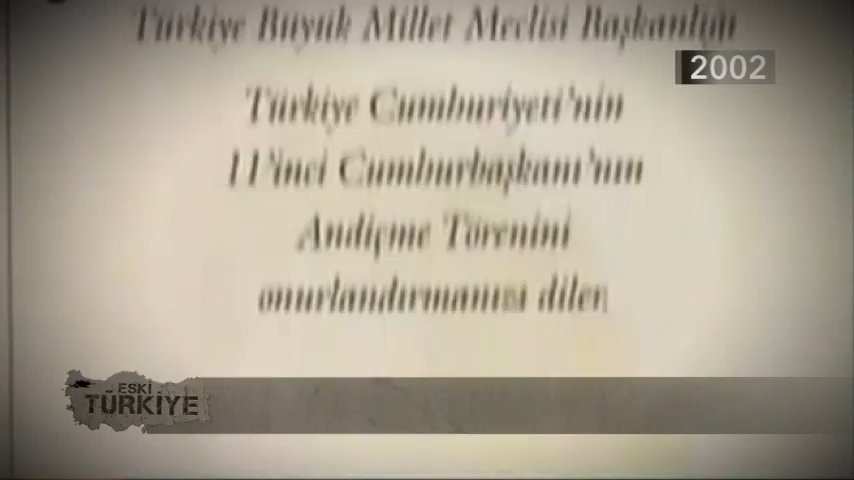 Türkiye Büyük Millet Meclisi Başkanlığı
2002
Türkiye Cumhuriyeti'nin
11'inci Cumhurbaşkanı'nın
Andiçme Törenini
onurlandırmanızı diler.
ESKİ
TÜRKİYE